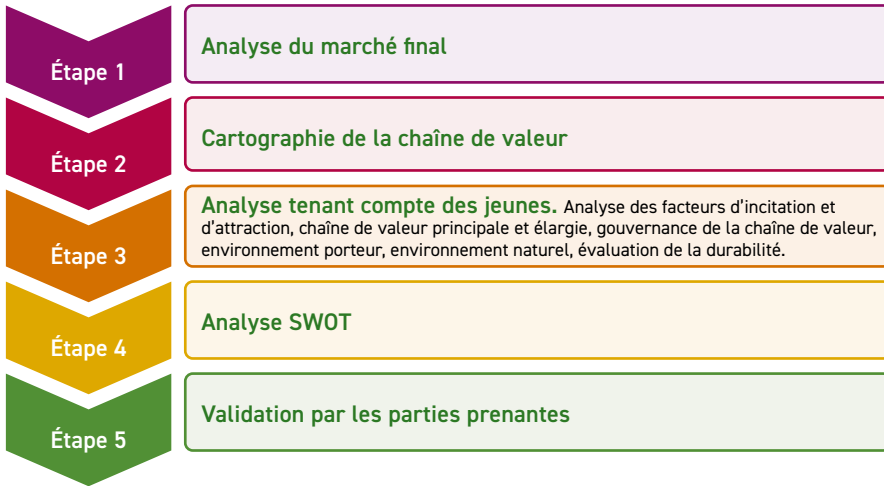 Étape 1
Analyse du marché final
Étape 2
Cartographie de la chaîne de valeur
Étape 3
Analyse tenant compte des jeunes. Analyse des facteurs d'incitation et
d'attraction, chaîne de valeur principale et élargie, gouvernance de la chaîne de valeur,
environnement porteur, environnement naturel, évaluation de la durabilité.
Étape 4
Analyse SWOT
Étape 5
Validation par les parties prenantes